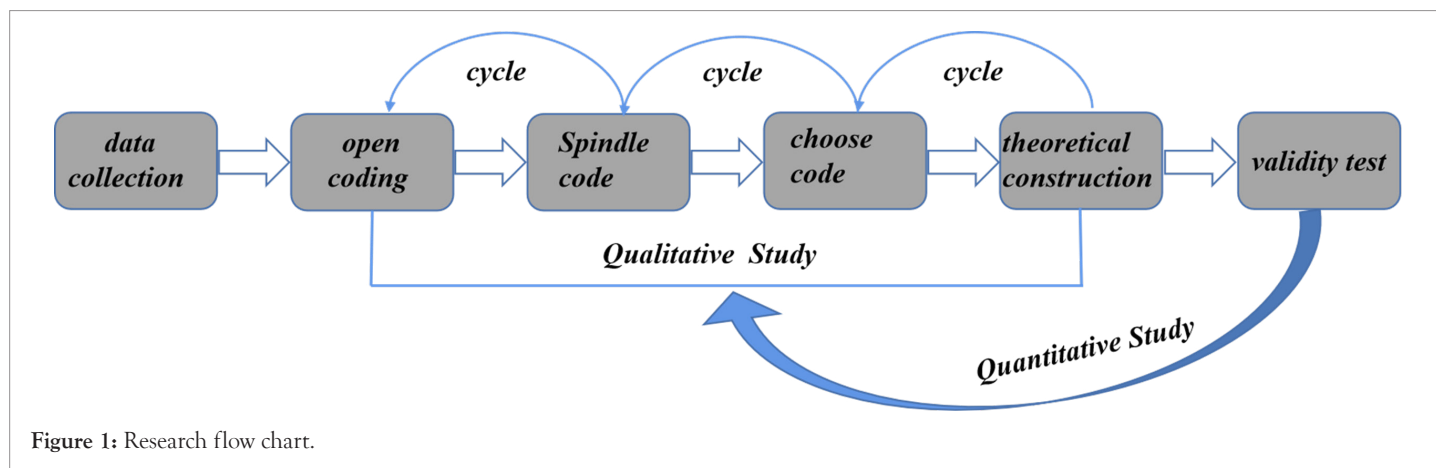 cycle
cycle
cycle
data
collection
open
coding
Spindle
code
choose
code
theoretical
construction
validity test
Qualitative Study
Quantitative Study
Figure 1: Research flow chart.